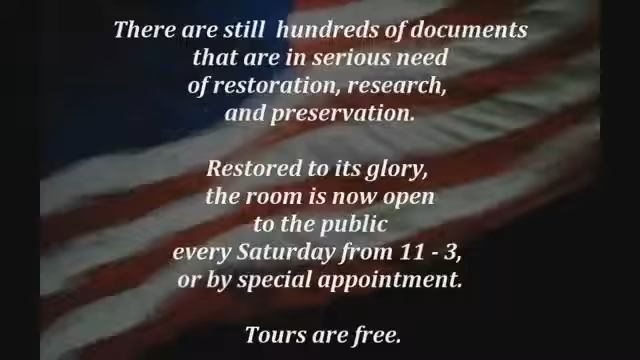 There are still hundreds of documents
that are in serious need
of restoration, research,
and preservation.
Restored to its glory,
the room is now open
to the public
every Saturday from 11 - 3,
or by special appointment.
Tours are free.